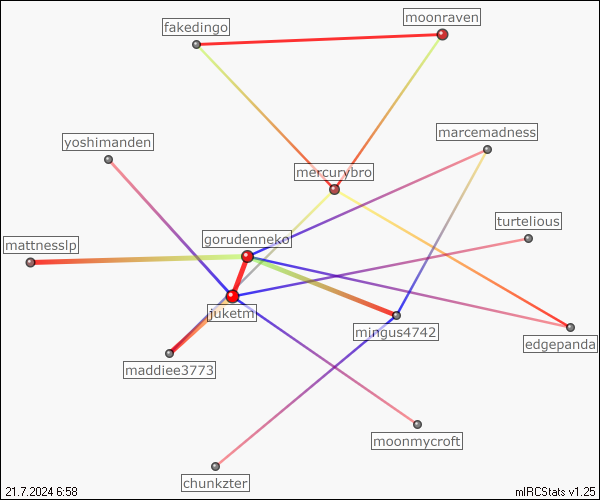 moonraven
fakedingo
marcemadness
yoshimanden
mercurybro
turtelious
gorudenneko
mattnesslp
juketm
mingus4742
edgepanda
maddiee3773
moonmycroft
chunkzter
21.7.2024 6:58
mIRCStats v1.25